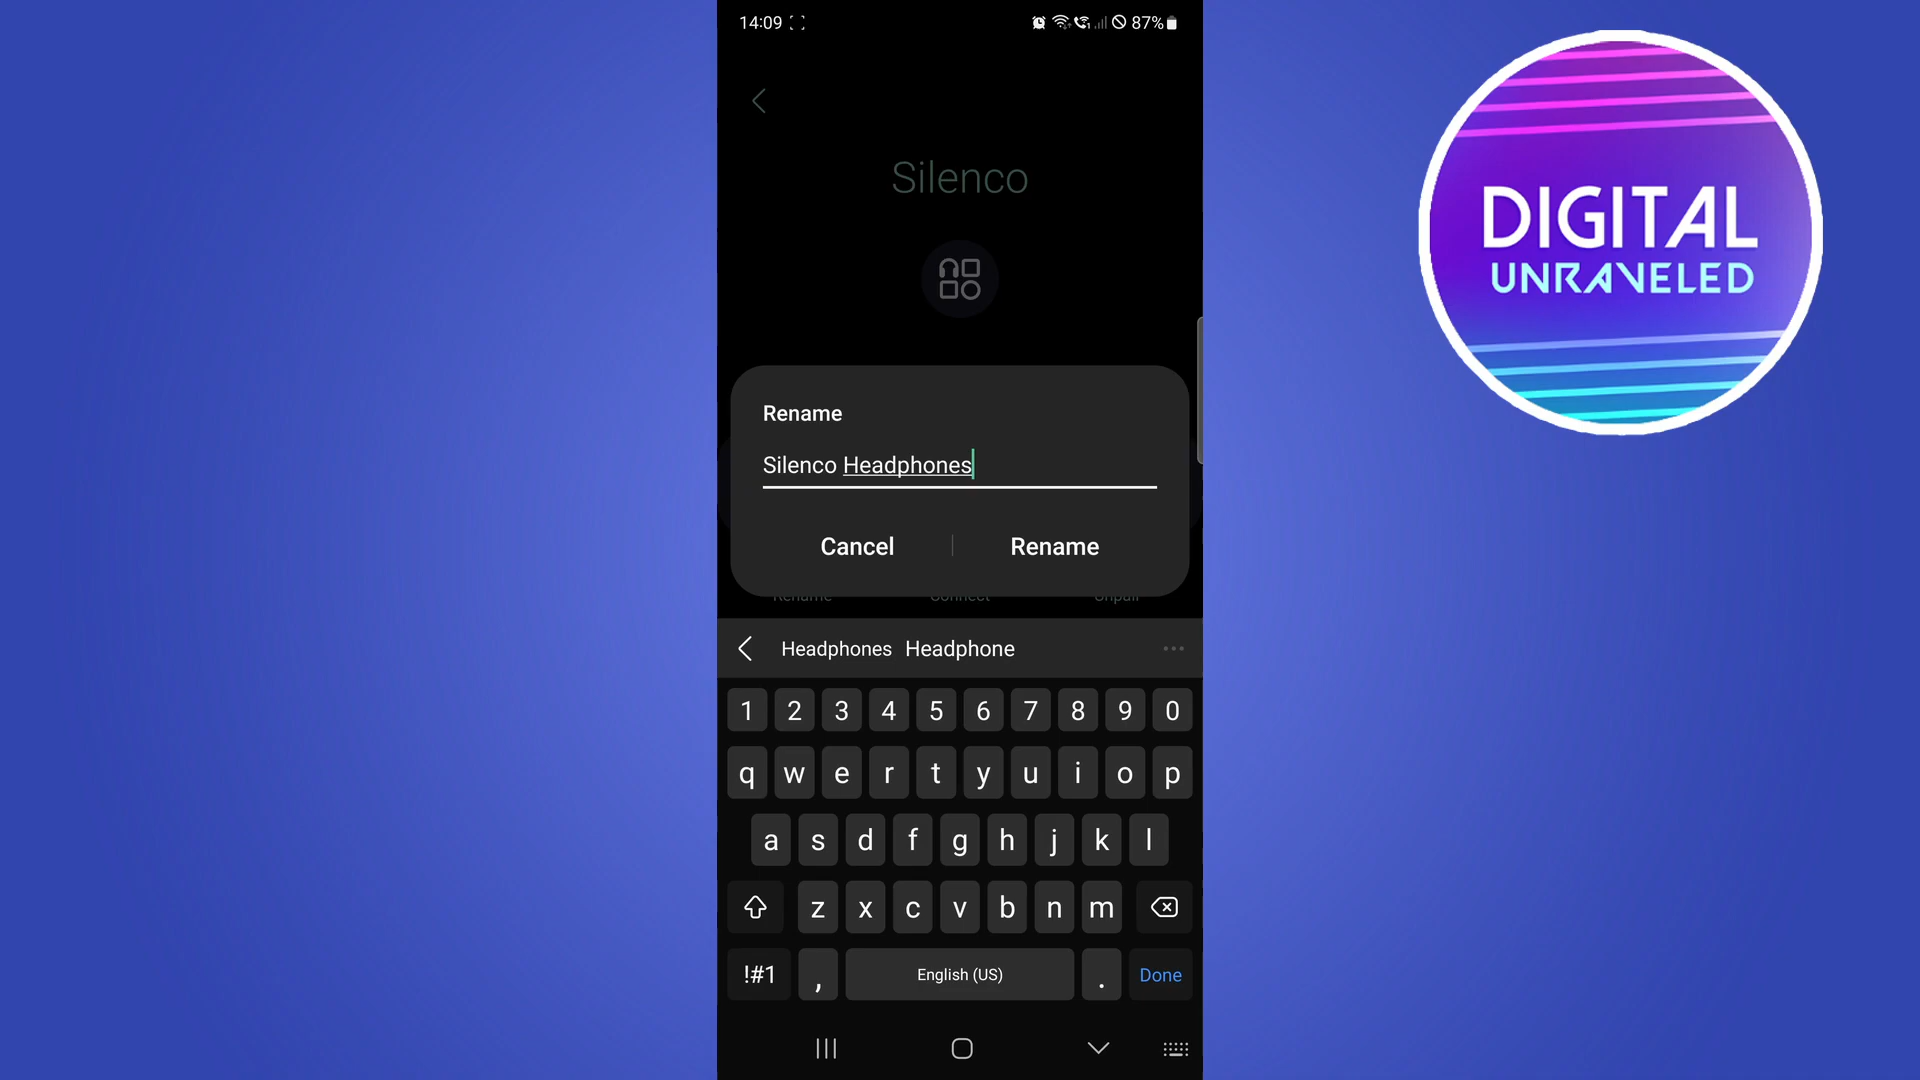 14:09
87%
Silenco
DIGITAL
UNRAVELED
Rename
Silenco Headphones
Cancel Rename
Rename Connect Unpair
Headphones Headphone
1 2 3 4 5 6 7 8 9 0
q w e r t y u i o p
a s d f g h j k l
z x c v b n m
!#1 , English (US) . Done